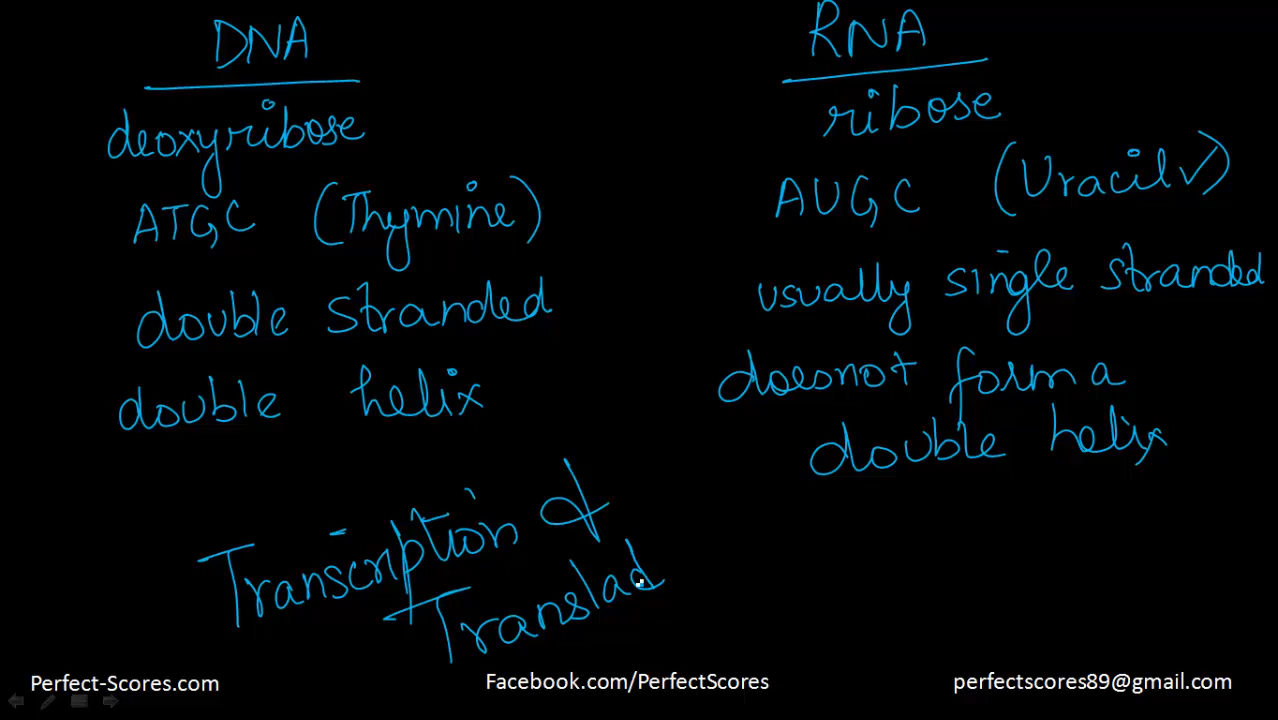 DNA
deoxyribose
ATGC (Thymine)
double stranded
double helix
RNA
ribose
AUGC (Uracil ✓)
usually single stranded
doesnot form a
double helix
Transcription &
Perfect-Scores.com
Facebook.com/PerfectScores
perfectscores89@gmail.com